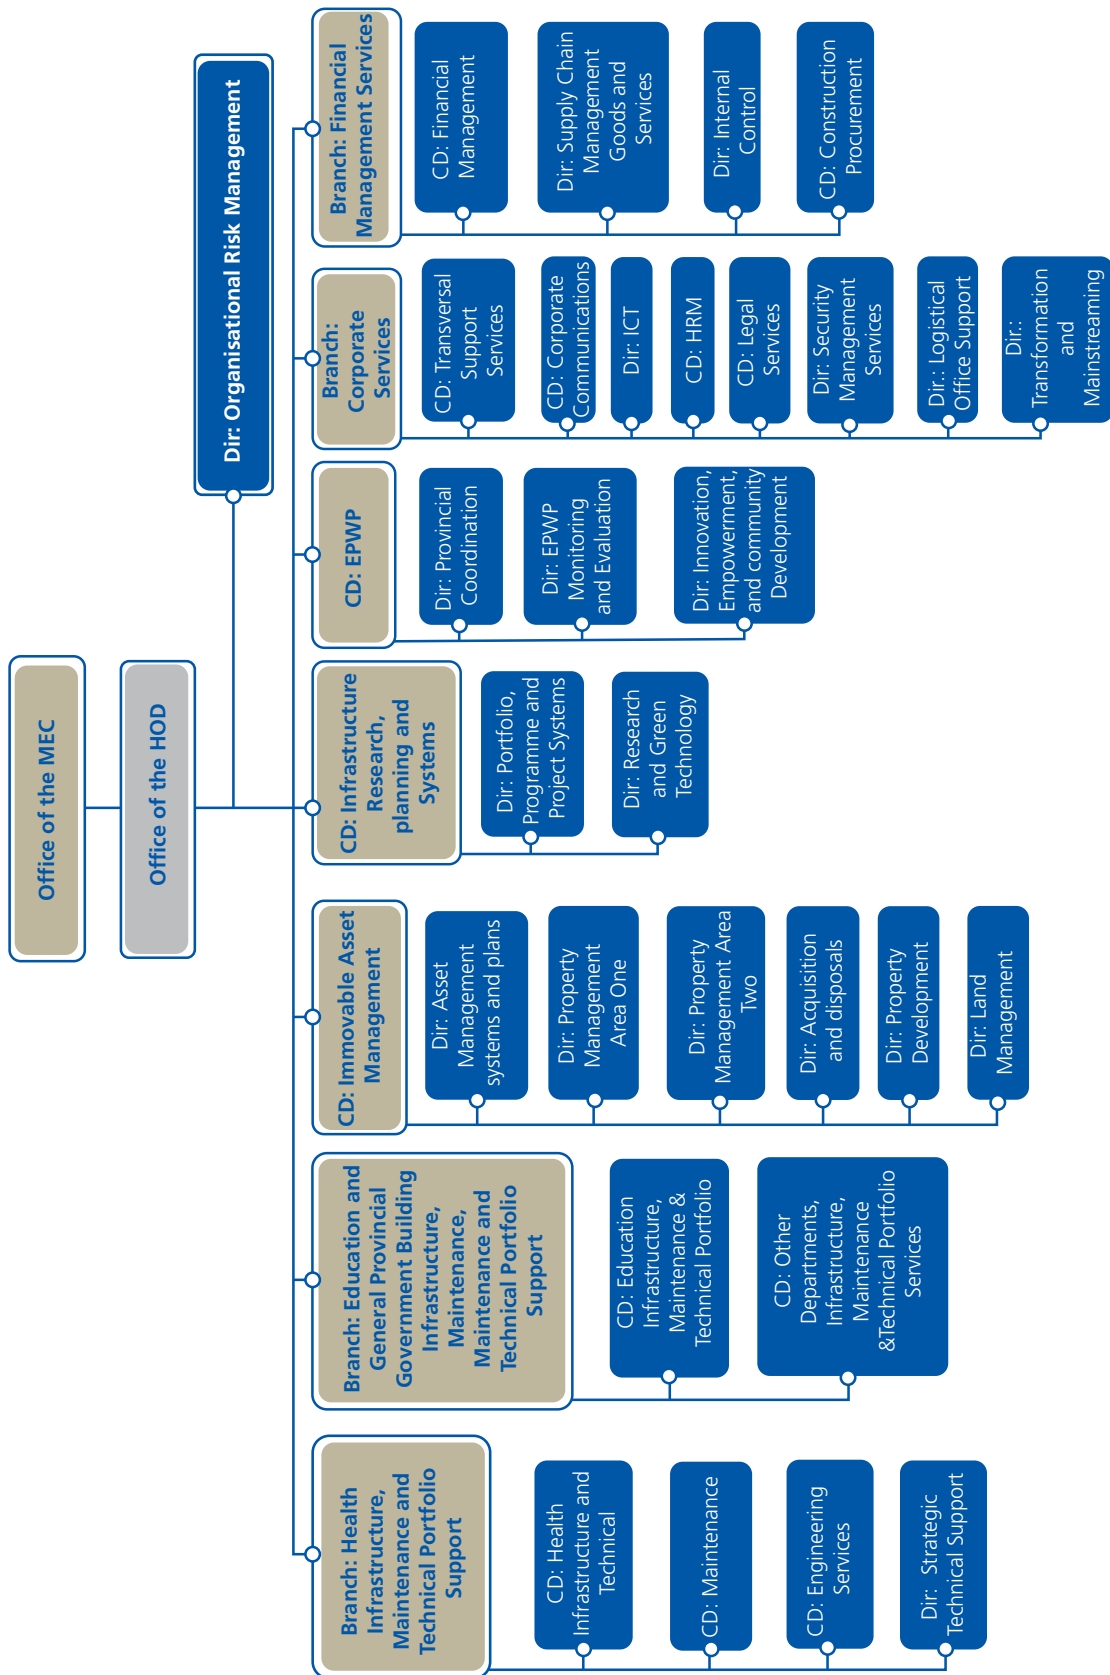 Office of the MEC
Office of the HOD
Dir: Organisational Risk Management
Branch: Health
Infrastructure,
Maintenance and
Technical Portfolio
Support
CD: Health
Infrastructure and
Technical
CD: Maintenance
CD: Engineering
Services
Dir:  Strategic
Technical Support
Branch: Education and
General Provincial
Government Building
Infrastructure,
Maintenance,
Maintenance and
Technical Portfolio
Support
CD: Education
Infrastructure,
Maintenance &
Technical Portfolio
CD: Other
Departments,
Infrastructure,
Maintenance
&Technical Portfolio
Services
CD: Immovable Asset
Management
Dir: Asset
Management
systems and plans
Dir: Property
Management
Area One
Dir: Property
Management Area
Two
Dir: Acquisition
and disposals
Dir: Property
Development
Dir: Land
Management
CD: Infrastructure
Research,
planning and
Systems
Dir: Portfolio,
Programme and
Project Systems
Dir: Research
and Green
Technology
CD: EPWP
Dir: Provincial
Coordination
Dir: EPWP
Monitoring
and Evaluation
Dir: Innovation,
Empowerment,
and community
Development
Branch:
Corporate
Services
CD: Transversal
Support
Services
CD: Corporate
Communications
Dir: ICT
CD: HRM
CD: Legal
Services
Dir: Security
Management
Services
Dir.: Logistical
Office Support
Dir.:
Transformation
and
Mainstreaming
Branch: Financial
Management Services
CD: Financial
Management
Dir: Supply Chain
Management
Goods and
Services
Dir: Internal
Control
CD: Construction
Procurement